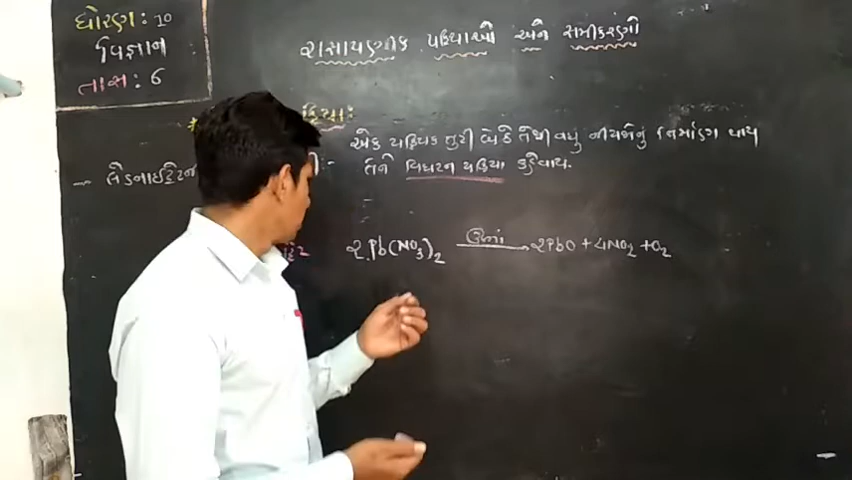 ધોરણ: 10
વિજ્ઞાન
તાસ: 6
રાસાયણીક પ્રક્રિયાઓ અને સમીકરણો
એક પ્રક્રિયક તુટી બે કે તેથી વધુ નીપજોનું નિર્માણ થાય
તેને વિઘટન પ્રક્રિયા કહેવાય.
2Pb(NO3)2 ઉષ્મા → 2PbO + 4NO2 + O2